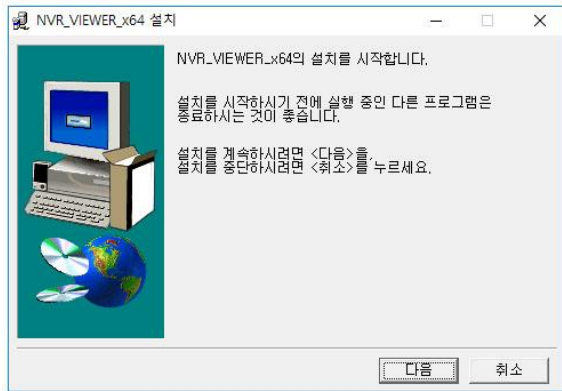 NVR_VIEWER_x64 설치
NVR_VIEWER_x64의 설치를 시작합니다.
설치를 시작하시기 전에 실행 중인 다른 프로그램은
종료하시는 것이 좋습니다.
설치를 계속하시려면 <다음>을,
설치를 중단하시려면 <취소>를 누르세요.
다음
취소